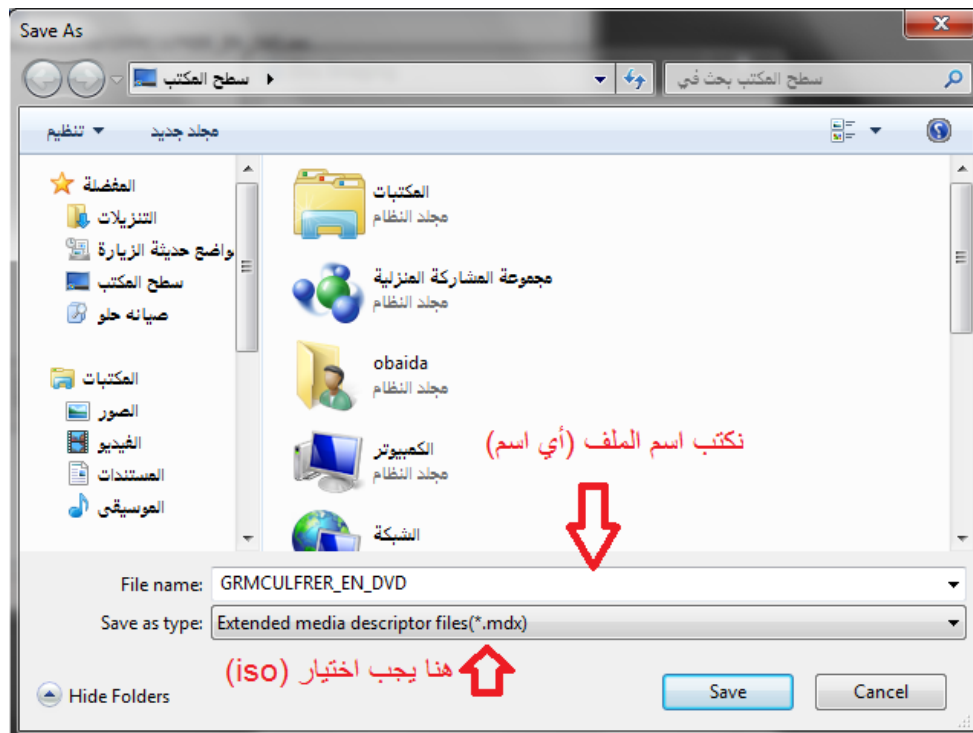 Save As
سطح المكتب
سطح المكتب بحث في
تنظيم
مجلد جديد
المفضلة
التنزيلات
واضع حديثة الزيارة
سطح المكتب
صيانه حلو
المكتبات
الصور
الفيديو
المستندات
الموسيقى
المكتبات
مجلد النظام
مجموعة المشاركة المنزلية
مجلد النظام
obaida
مجلد النظام
الكمبيوتر
مجلد النظام
الشبكة
نكتب اسم الملف (أي اسم)
File name: GRMCULFRER_EN_DVD
Save as type: Extended media descriptor files(*.mdx)
هنا يجب اختيار (iso)
Hide Folders
Save
Cancel